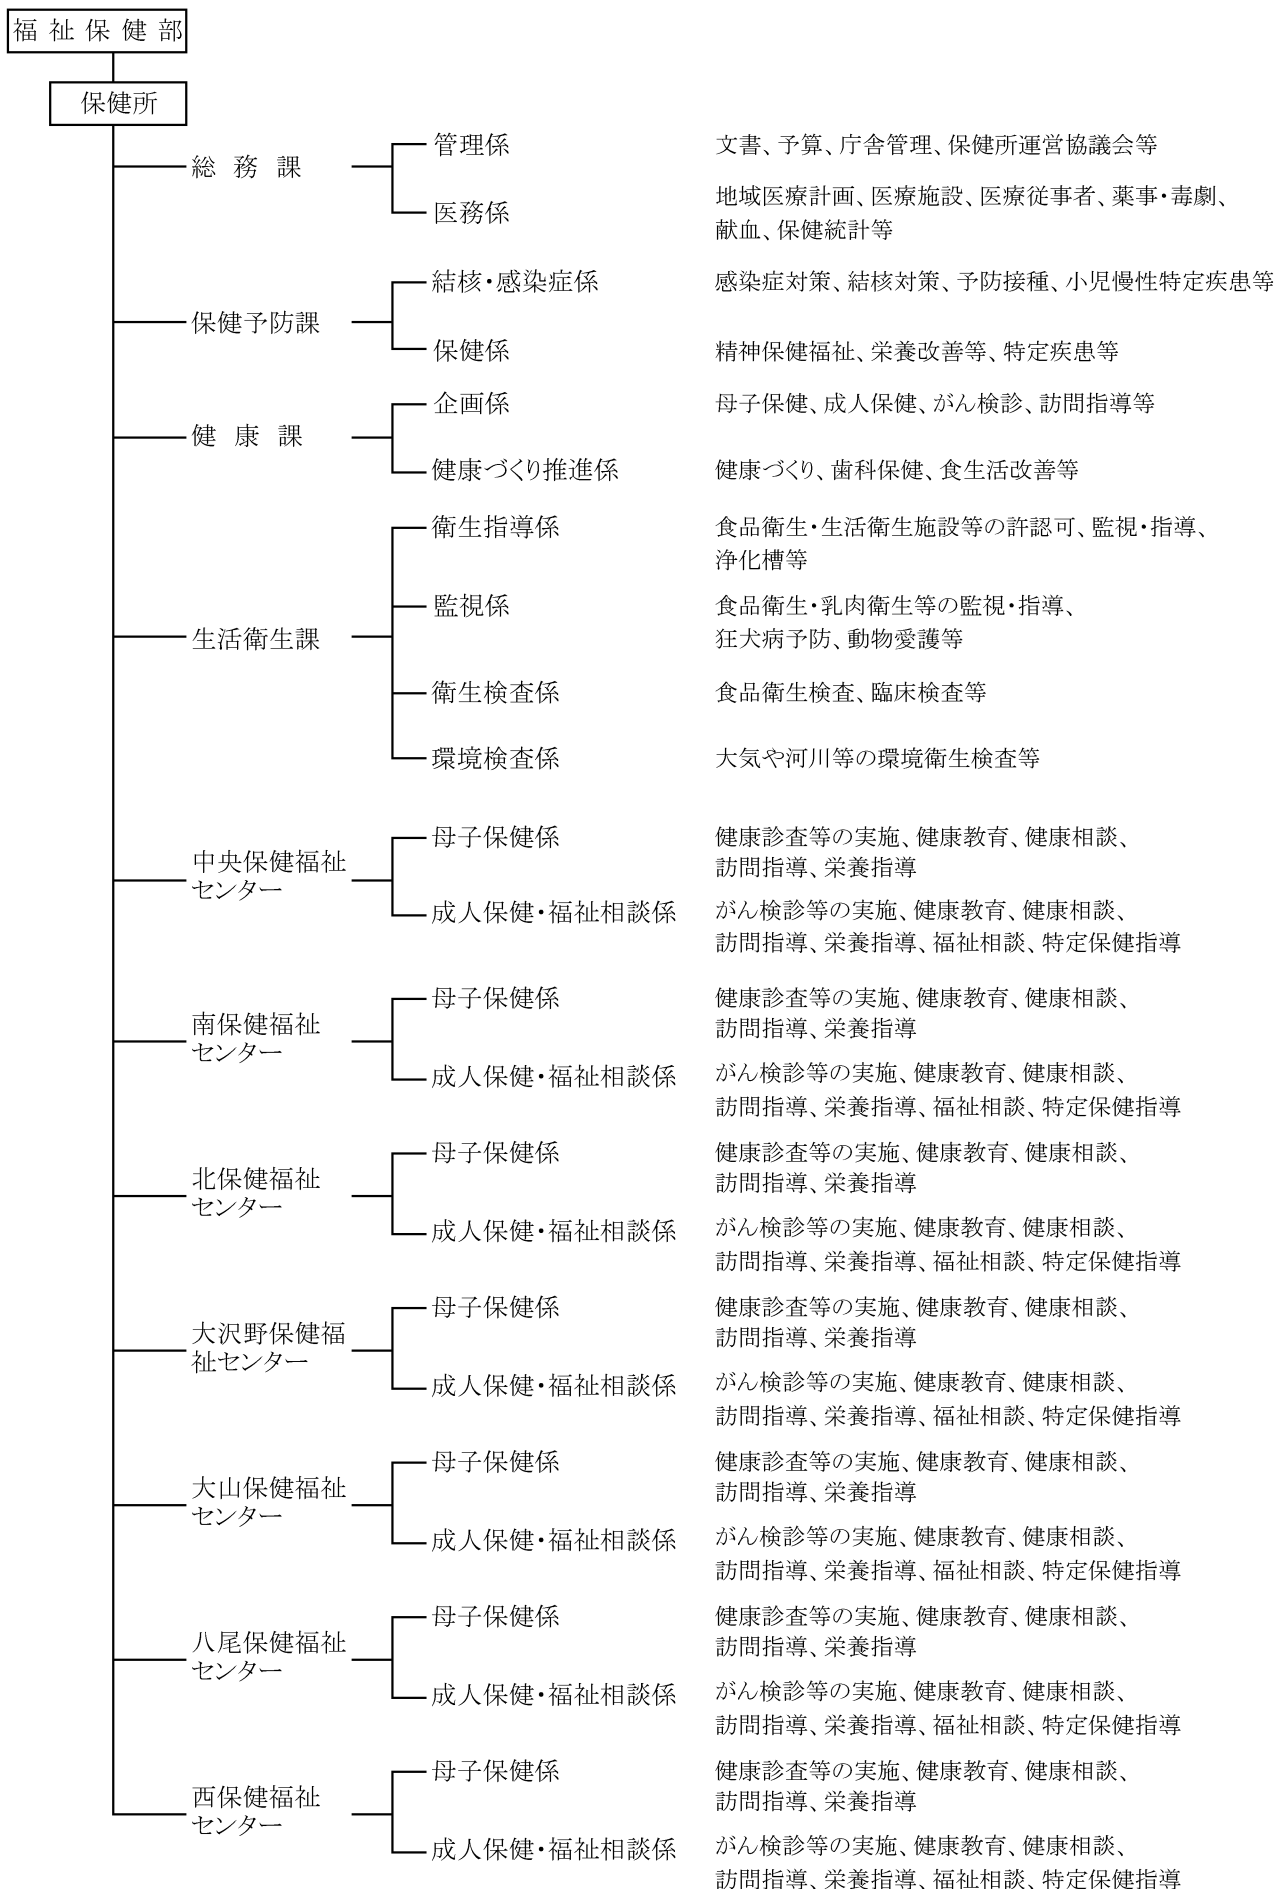 福祉保健部
保健所
総務課
管理係
文書、予算、庁舎管理、保健所運営協議会等
医務係
地域医療計画、医療施設、医療従事者、薬事・毒劇、
献血、保健統計等
保健予防課
結核・感染症係
感染症対策、結核対策、予防接種、小児慢性特定疾患等
保健係
精神保健福祉、栄養改善等、特定疾患等
健康課
企画係
母子保健、成人保健、がん検診、訪問指導等
健康づくり推進係
健康づくり、歯科保健、食生活改善等
生活衛生課
衛生指導係
食品衛生・生活衛生施設等の許認可、監視・指導、
浄化槽等
監視係
食品衛生・乳肉衛生等の監視・指導、
狂犬病予防、動物愛護等
衛生検査係
食品衛生検査、臨床検査等
環境検査係
大気や河川等の環境衛生検査等
中央保健福祉
センター
母子保健係
健康診査等の実施、健康教育、健康相談、
訪問指導、栄養指導
成人保健・福祉相談係
がん検診等の実施、健康教育、健康相談、
訪問指導、栄養指導、福祉相談、特定保健指導
南保健福祉
センター
母子保健係
健康診査等の実施、健康教育、健康相談、
訪問指導、栄養指導
成人保健・福祉相談係
がん検診等の実施、健康教育、健康相談、
訪問指導、栄養指導、福祉相談、特定保健指導
北保健福祉
センター
母子保健係
健康診査等の実施、健康教育、健康相談、
訪問指導、栄養指導
成人保健・福祉相談係
がん検診等の実施、健康教育、健康相談、
訪問指導、栄養指導、福祉相談、特定保健指導
大沢野保健福
祉センター
母子保健係
健康診査等の実施、健康教育、健康相談、
訪問指導、栄養指導
成人保健・福祉相談係
がん検診等の実施、健康教育、健康相談、
訪問指導、栄養指導、福祉相談、特定保健指導
大山保健福祉
センター
母子保健係
健康診査等の実施、健康教育、健康相談、
訪問指導、栄養指導
成人保健・福祉相談係
がん検診等の実施、健康教育、健康相談、
訪問指導、栄養指導、福祉相談、特定保健指導
八尾保健福祉
センター
母子保健係
健康診査等の実施、健康教育、健康相談、
訪問指導、栄養指導
成人保健・福祉相談係
がん検診等の実施、健康教育、健康相談、
訪問指導、栄養指導、福祉相談、特定保健指導
西保健福祉
センター
母子保健係
健康診査等の実施、健康教育、健康相談、
訪問指導、栄養指導
成人保健・福祉相談係
がん検診等の実施、健康教育、健康相談、
訪問指導、栄養指導、福祉相談、特定保健指導